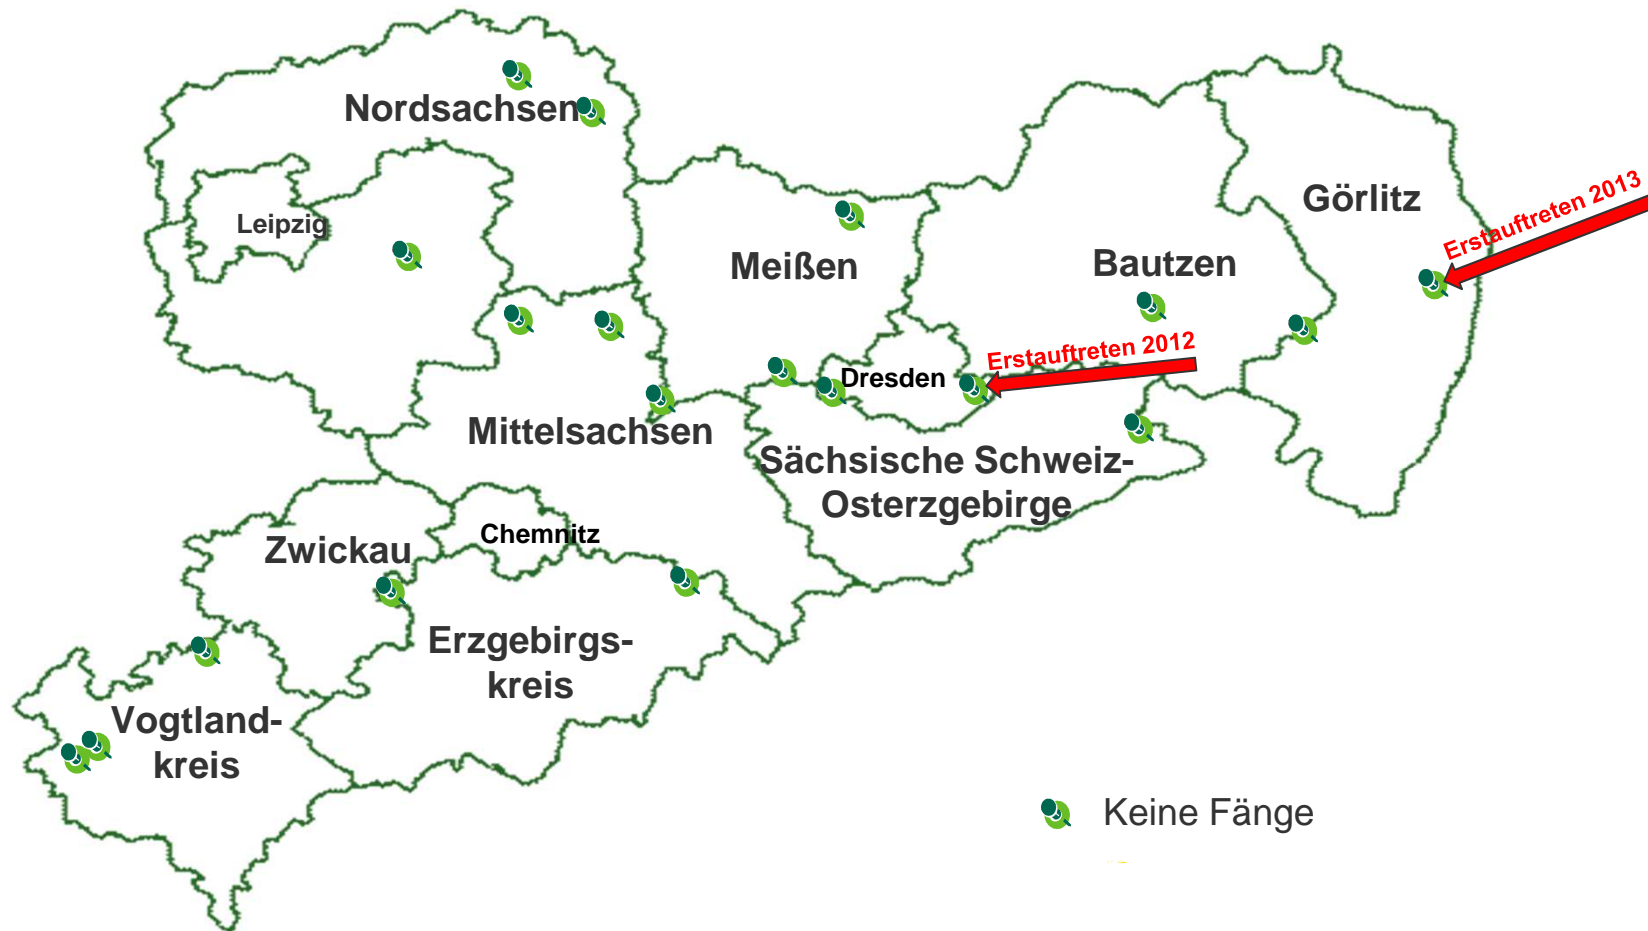 Nordsachsen
Leipzig
Meißen
Bautzen
Görlitz
Erstauftreten 2013
Erstauftreten 2012
Dresden
Mittelsachsen
Sächsische Schweiz-
Osterzgebirge
Chemnitz
Zwickau
Erzgebirgs-
kreis
Vogtland-
kreis
Keine Fänge